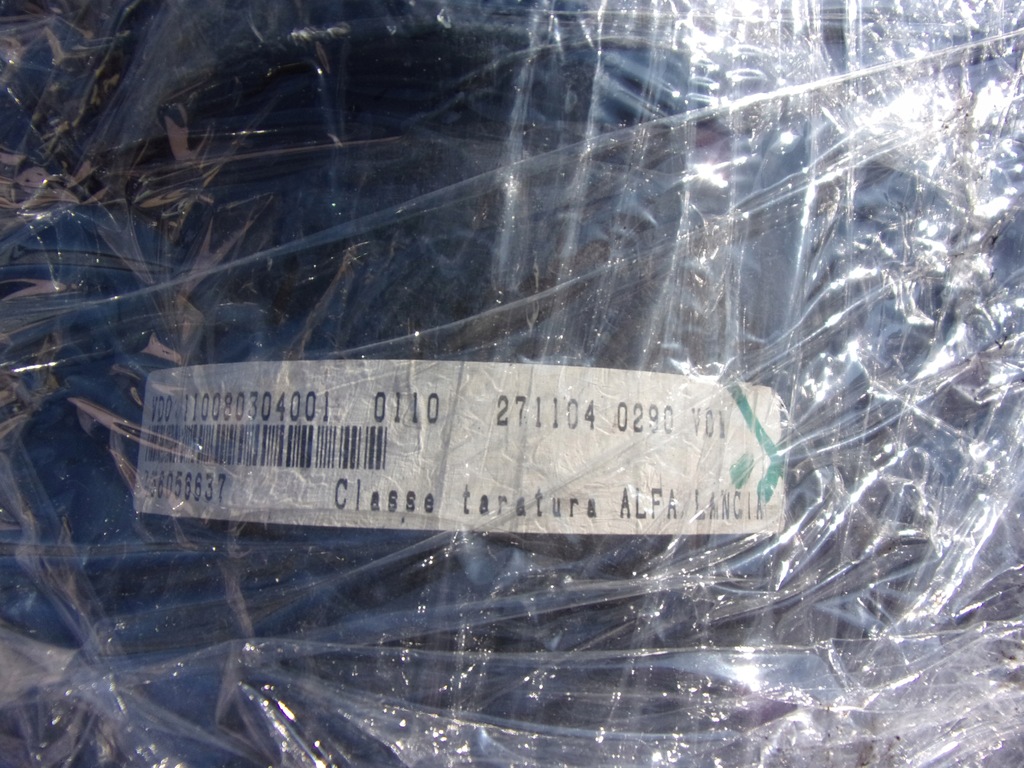 VDO 110080304001 0110 271104 0290 V01
Classe taratura ALFA/LANCIA